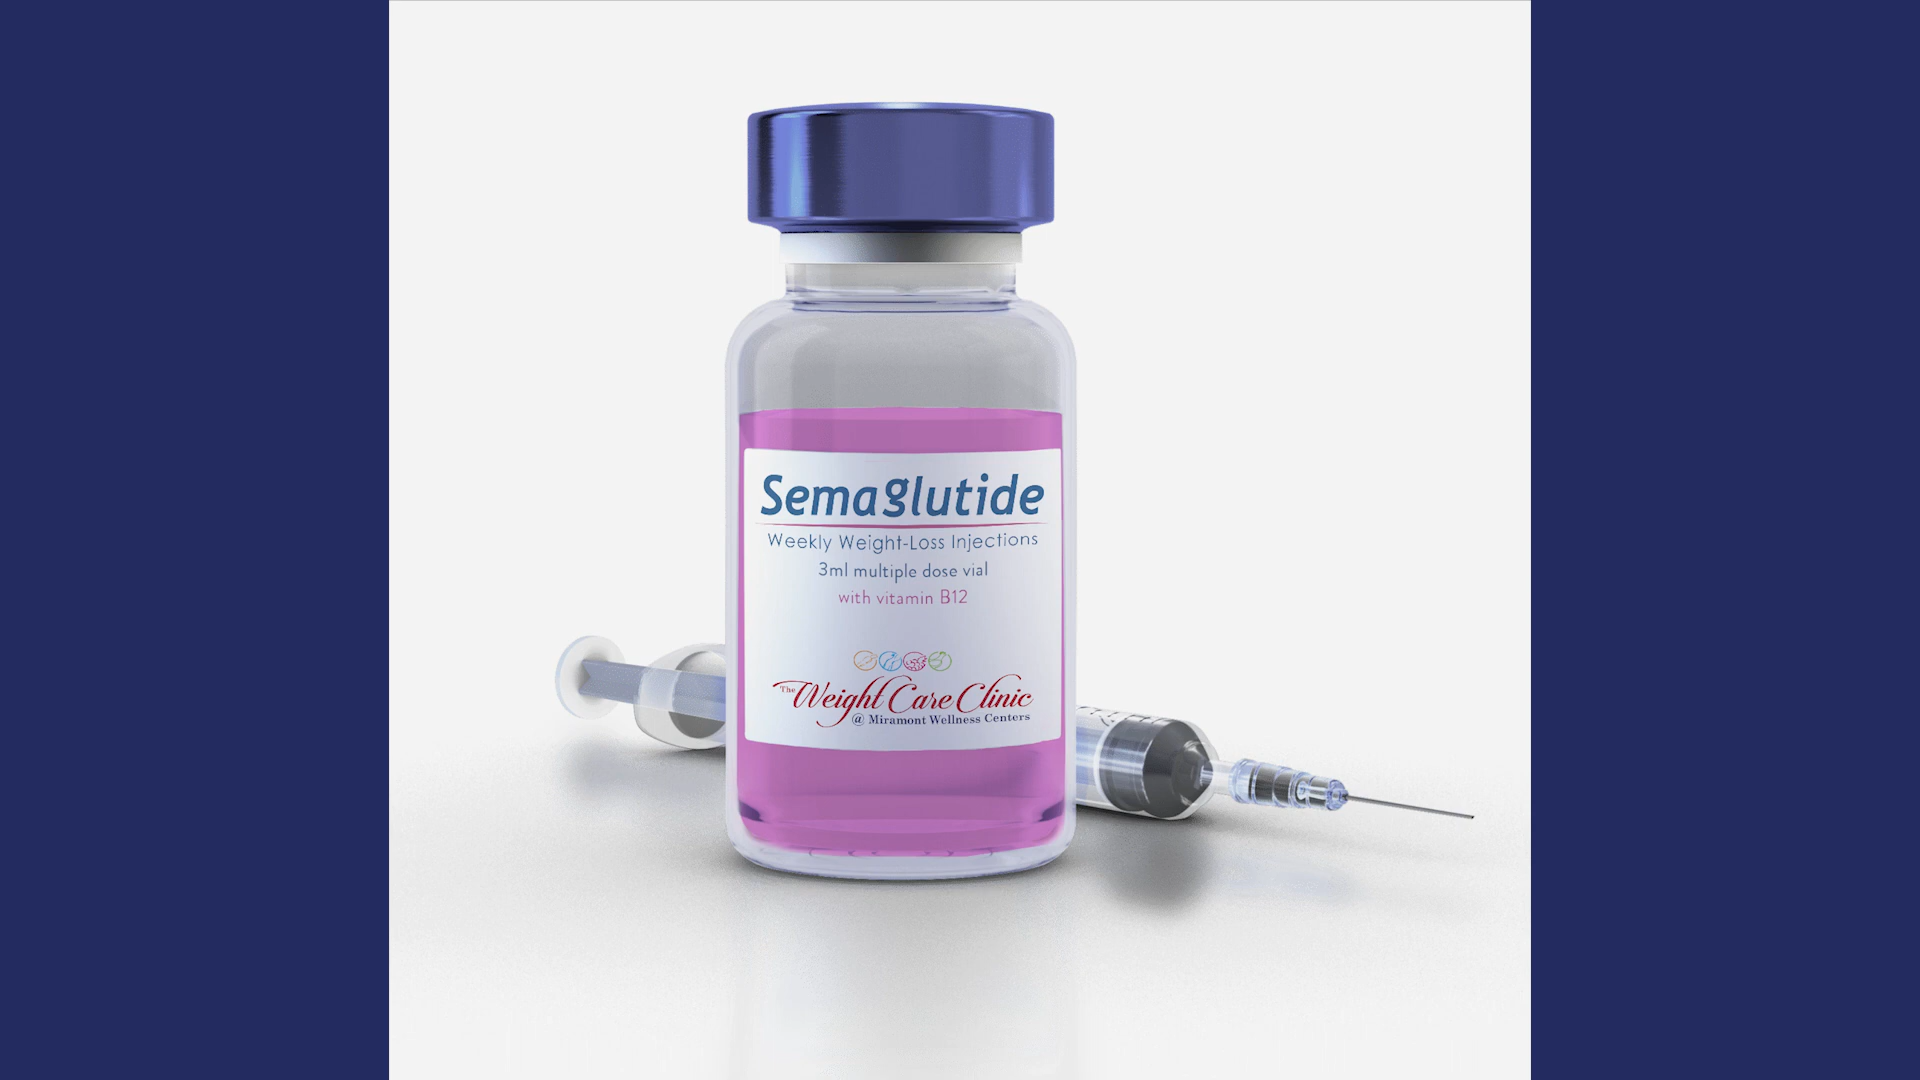 Semaglutide
Weekly Weight-Loss Injections
3ml multiple dose vial
with vitamin B12
The Weight Care Clinic
@ Miramont Wellness Centers